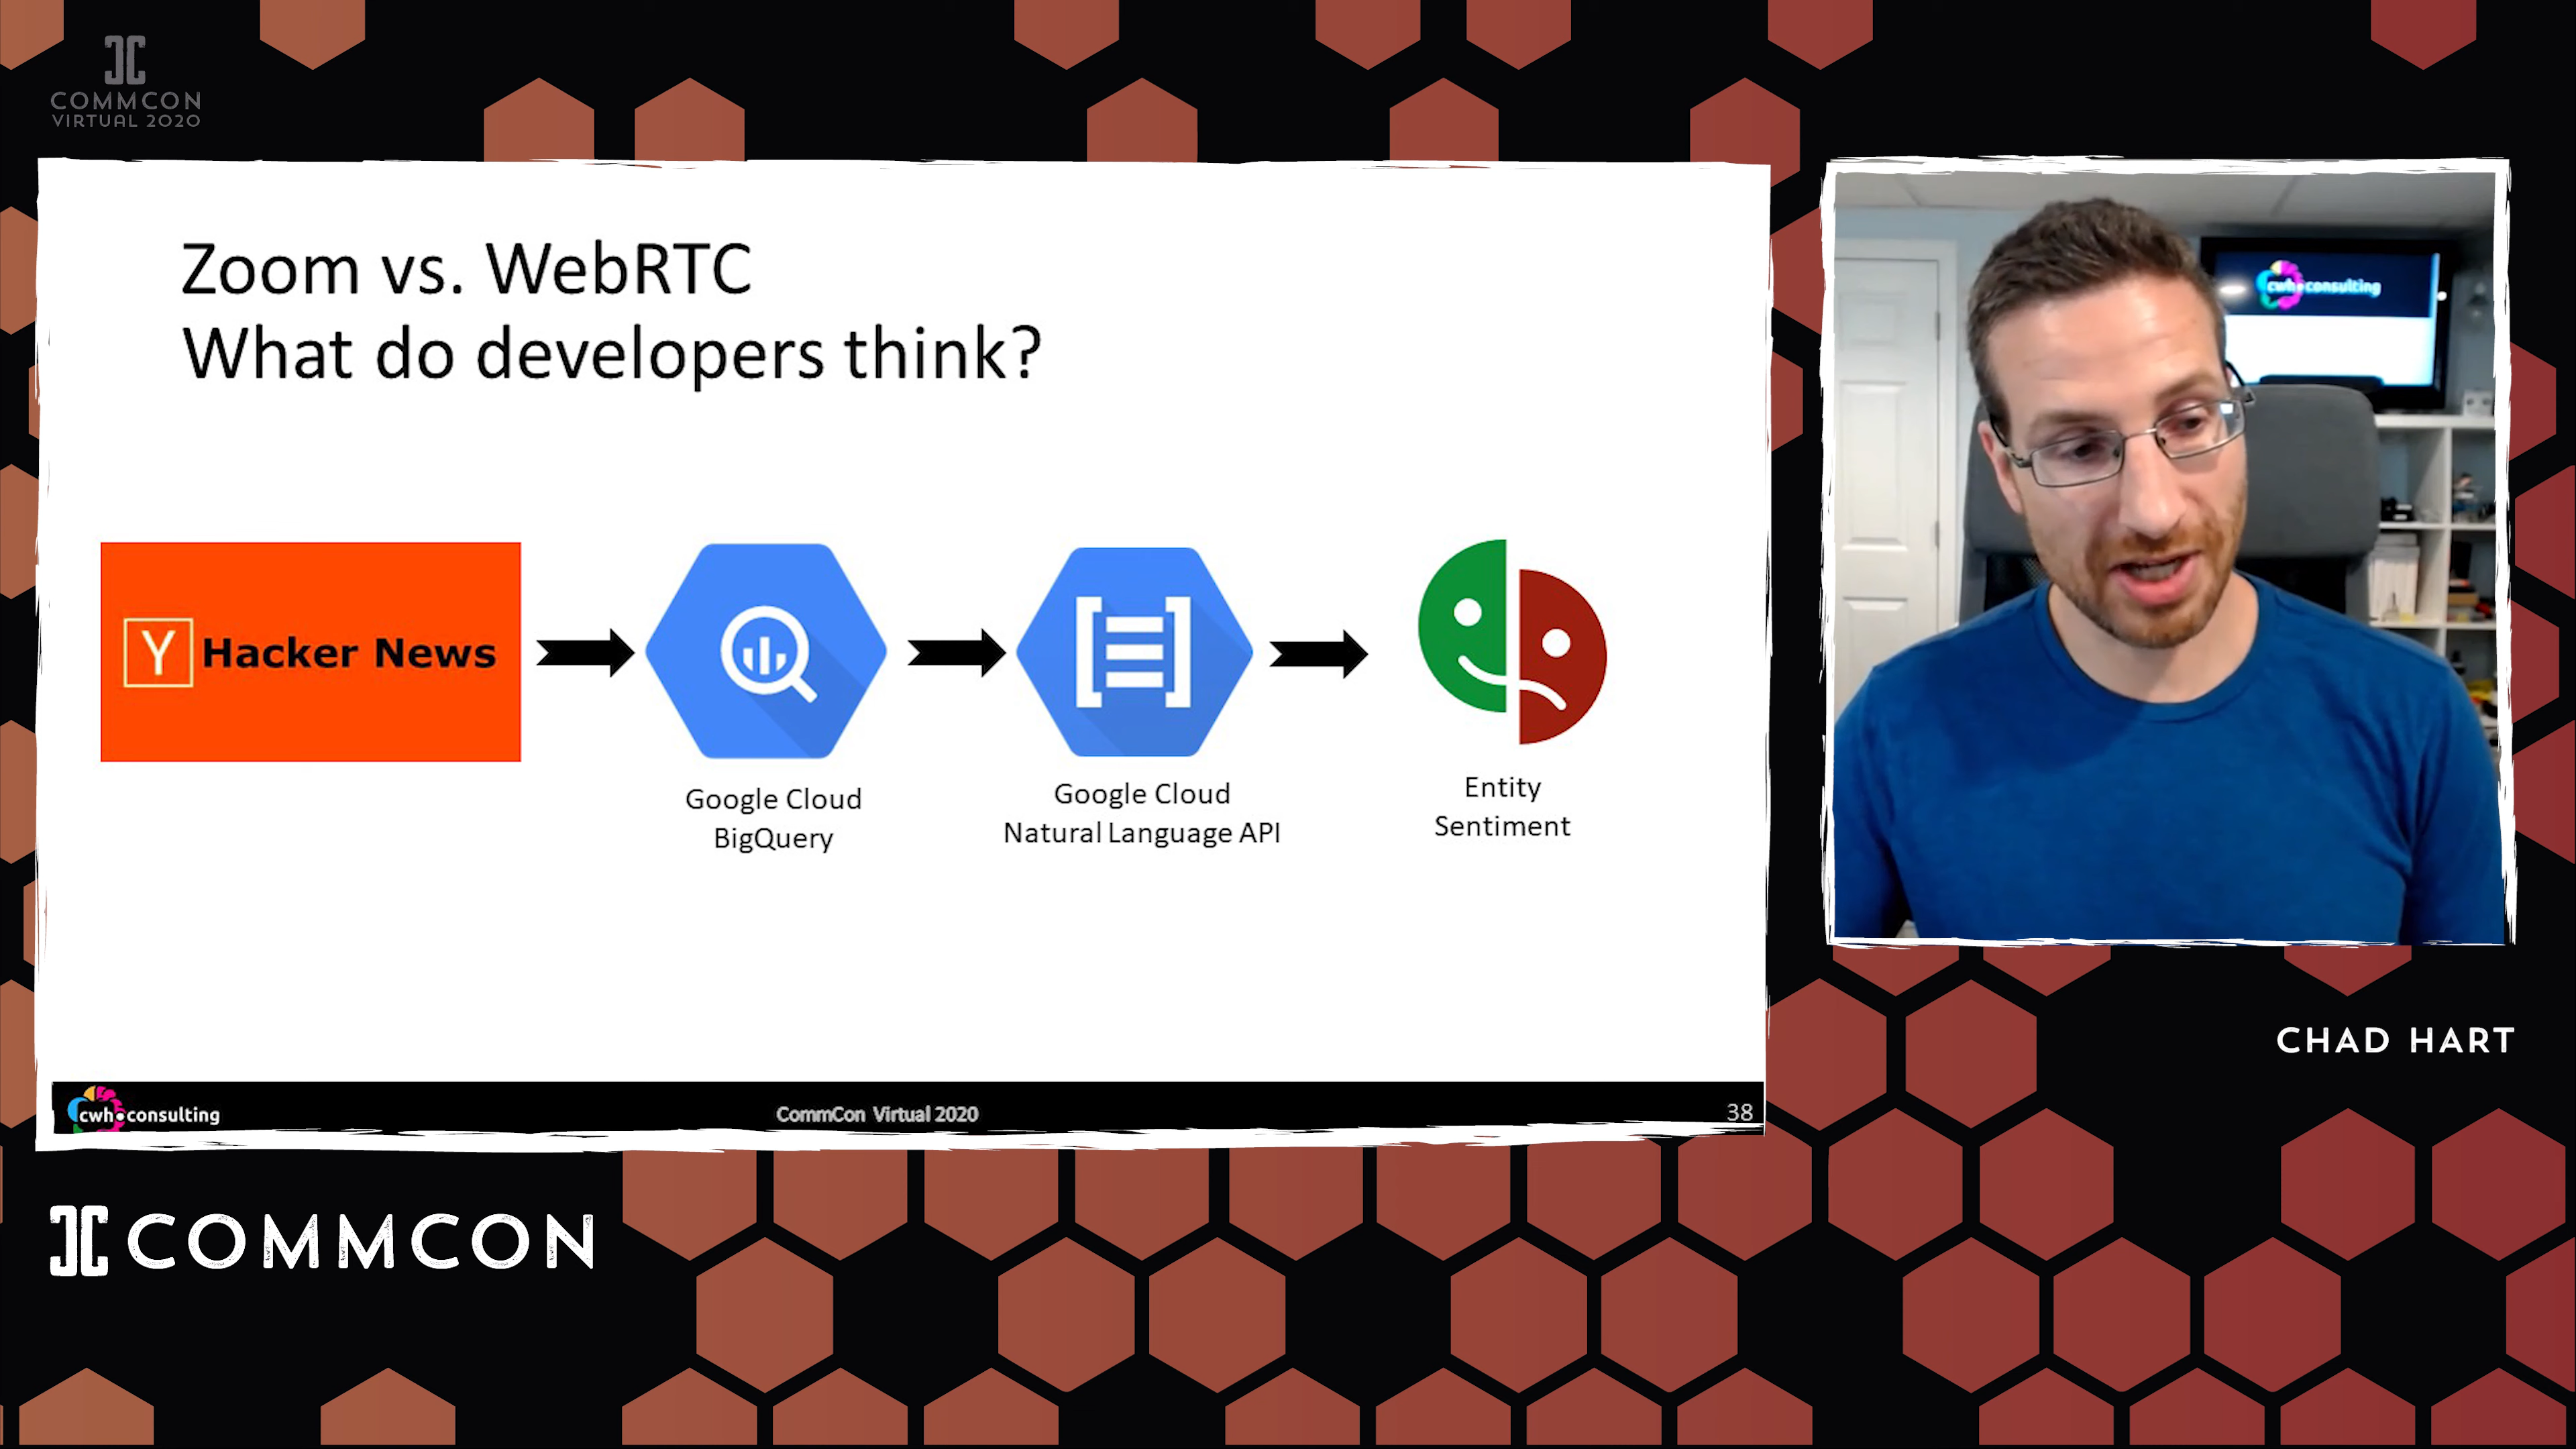 COMMCON
VIRTUAL 2020
Zoom vs. WebRTC
What do developers think?
Y Hacker News
Google Cloud
BigQuery
Google Cloud
Natural Language API
Entity
Sentiment
cwh consulting
CHAD HART
cwh consulting
CommCon Virtual 2020
38
COMMCON